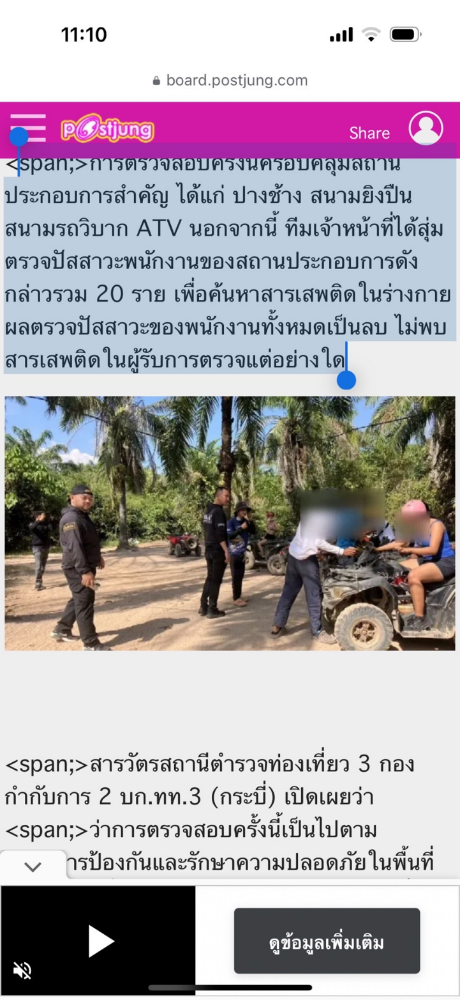 11:10
board.postjung.com
postjung
Share
<span;>การตรวจสอบครั้งนี้ครอบคลุมสถาน
ประกอบการสำคัญ ได้แก่ ปางช้าง สนามยิงปืน
สนามรถวิบาก ATV นอกจากนี้ ทีมเจ้าหน้าที่ได้สุ่ม
ตรวจปัสสาวะพนักงานของสถานประกอบการดัง
กล่าวรวม 20 ราย เพื่อค้นหาสารเสพติดในร่างกาย
ผลตรวจปัสสาวะของพนักงานทั้งหมดเป็นลบ ไม่พบ
สารเสพติดในผู้รับการตรวจแต่อย่างใด
<span;>สารวัตรสถานีตำรวจท่องเที่ยว 3 กอง
กำกับการ 2 บก.ทท.3 (กระบี่) เปิดเผยว่า
<span;>ว่าการตรวจสอบครั้งนี้เป็นไปตาม
ารป้องกันและรักษาความปลอดภัยในพื้นที่
ดูข้อมูลเพิ่มเติม